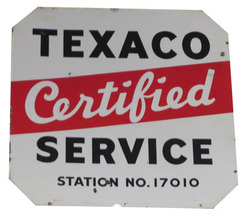 TEXACO
Certified
SERVICE
STATION NO. 17010